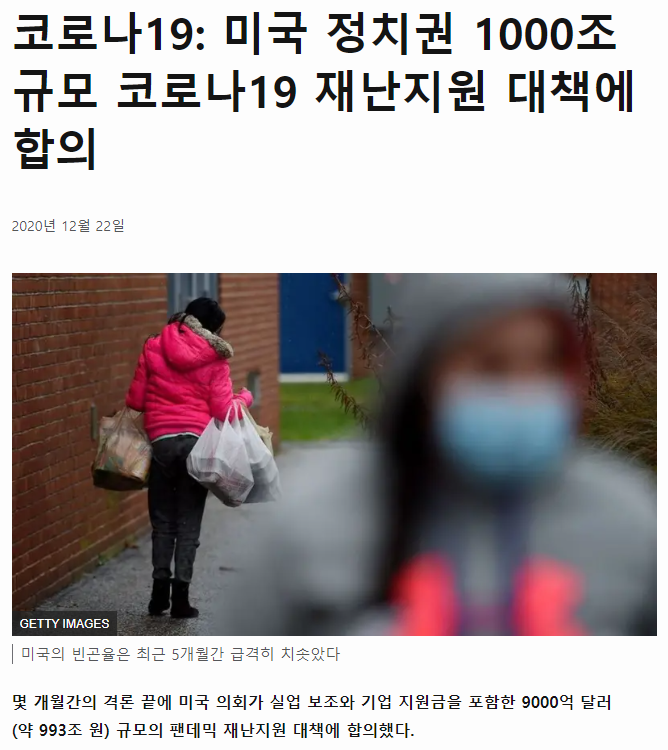 코로나19: 미국 정치권 1000조
규모 코로나19 재난지원 대책에
합의
2020년 12월 22일
GETTY IMAGES
미국의 빈곤율은 최근 5개월간 급격히 치솟았다
몇 개월간의 격론 끝에 미국 의회가 실업 보조와 기업 지원금을 포함한 9000억 달러
(약 993조 원) 규모의 팬데믹 재난지원 대책에 합의했다.